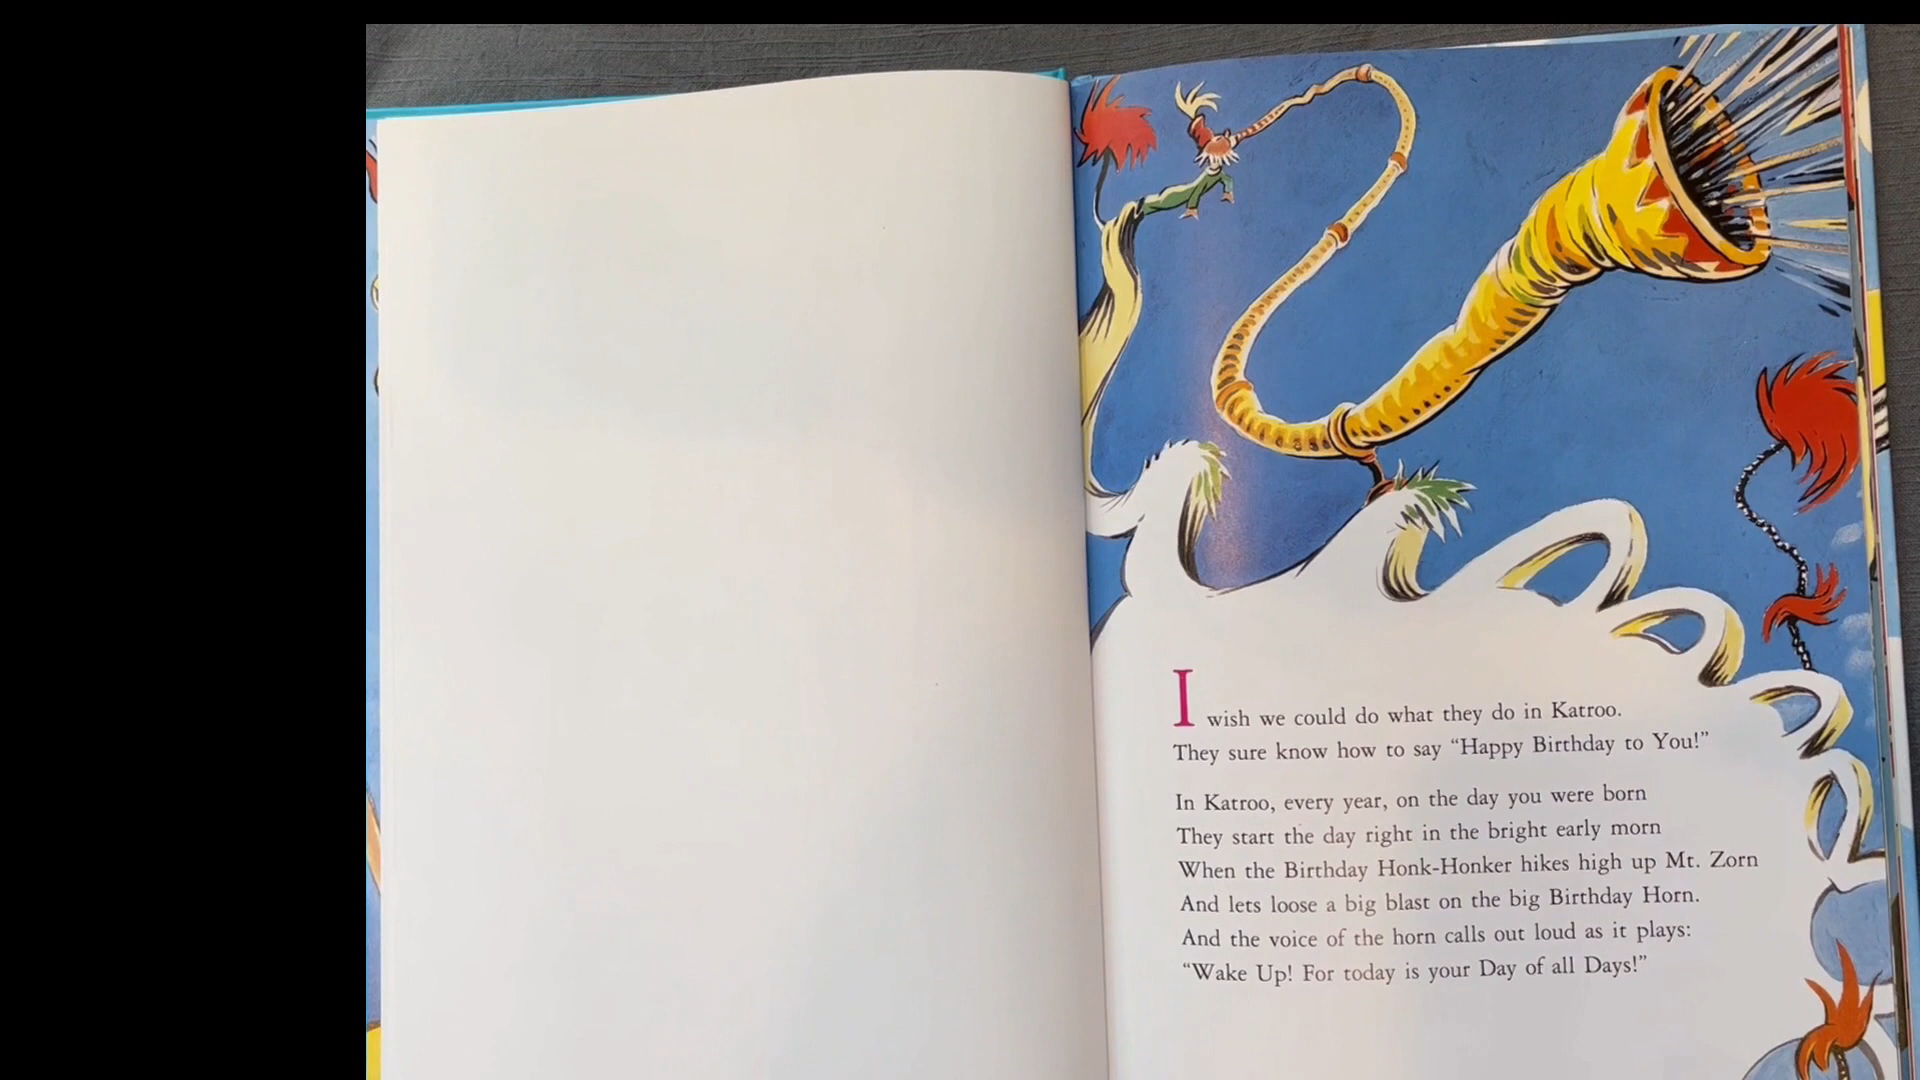 I wish we could do what they do in Katroo.
They sure know how to say “Happy Birthday to You!”
In Katroo, every year, on the day you were born
They start the day right in the bright early morn
When the Birthday Honk-Honker hikes high up Mt. Zorn
And lets loose a big blast on the big Birthday Horn.
And the voice of the horn calls out loud as it plays:
“Wake Up! For today is your Day of all Days!”